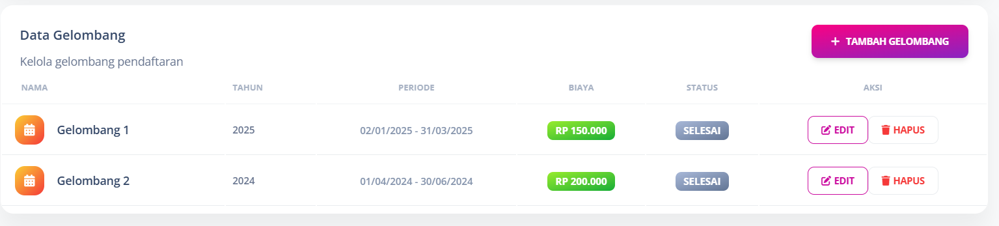 Data Gelombang
TAMBAH GELOMBANG
Kelola gelombang pendaftaran
NAMA TAHUN PERIODE BIAYA STATUS AKSI
Gelombang 1 2025 02/01/2025 - 31/03/2025 RP 150.000 SELESAI EDIT HAPUS
Gelombang 2 2024 01/04/2024 - 30/06/2024 RP 200.000 SELESAI EDIT HAPUS